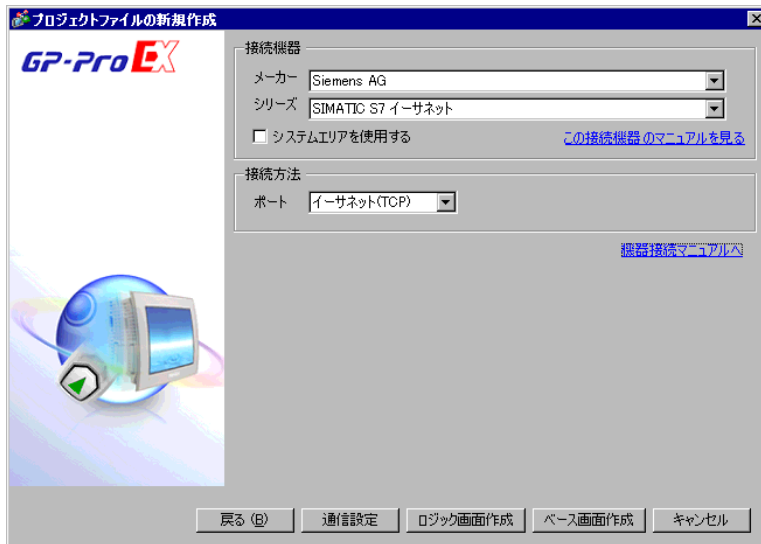 プロジェクトファイルの新規作成
GP-Pro EX
接続機器
メーカー Siemens AG
シリーズ SIMATIC S7 イーサネット
システムエリアを使用する この接続機器のマニュアルを見る
接続方法
ポート イーサネット(TCP)
機器接続マニュアルへ
戻る (B) 通信設定 ロジック画面作成 ベース画面作成 キャンセル